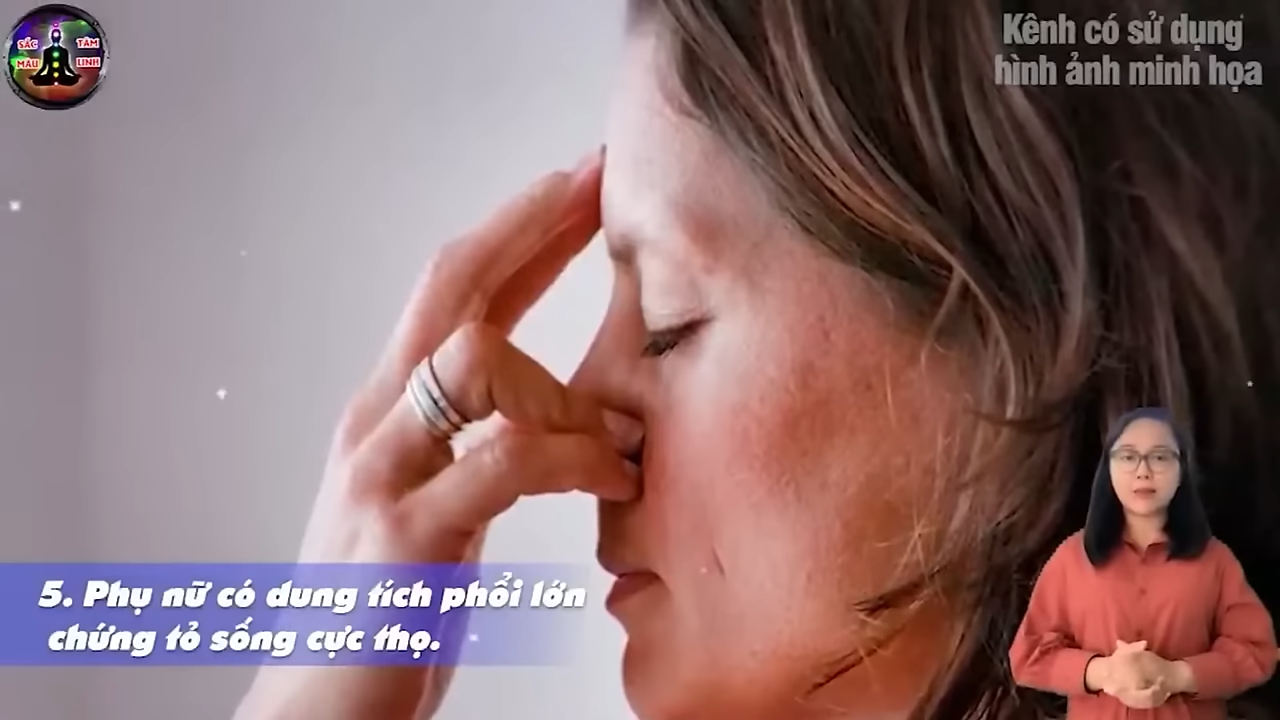 SẮC TÂM
MÀU LINH
Kênh có sử dụng
hình ảnh minh họa
5. Phụ nữ có dung tích phổi lớn
chứng tỏ sống cực thọ.